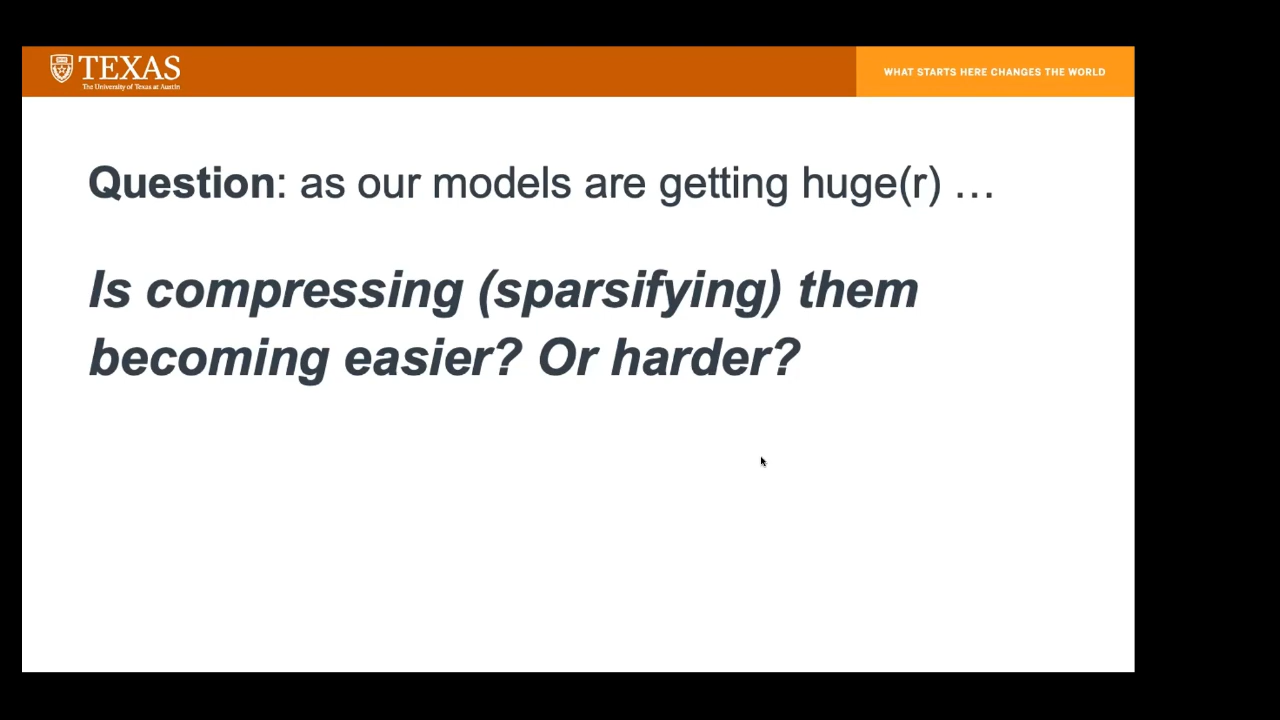 TEXAS
The University of Texas at Austin
WHAT STARTS HERE CHANGES THE WORLD
Question: as our models are getting huge(r) …
Is compressing (sparsifying) them
becoming easier? Or harder?